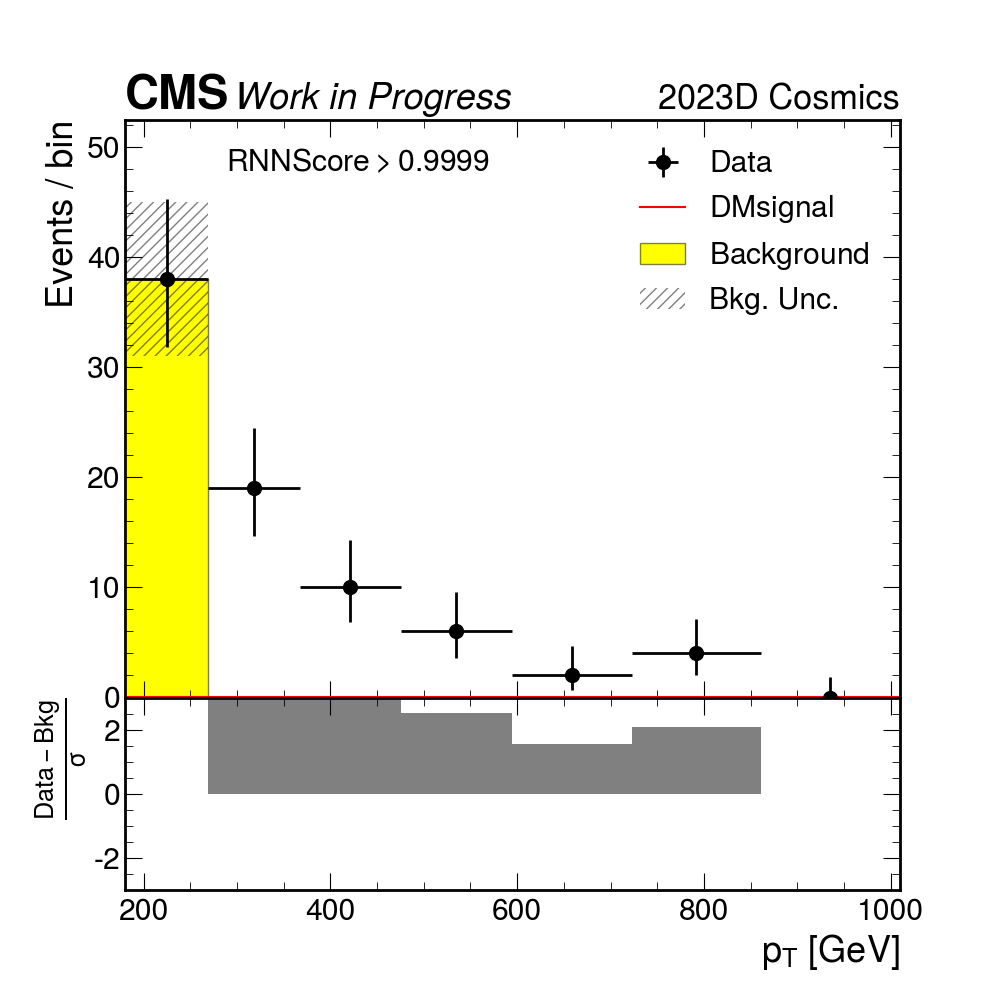 CMS Work in Progress 2023D Cosmics
RNNScore > 0.9999
Data
DMsignal
Background
Bkg. Unc.
Events / bin
50
40
30
20
10
0
Data – Bkg
σ
2
0
-2
200 400 600 800 1000
pT [GeV]